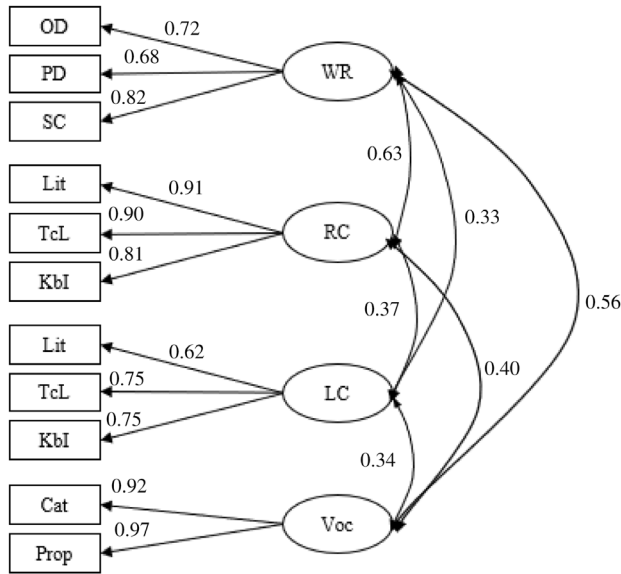 OD
0.72
PD
0.68
WR
SC
0.82
0.63
Lit
0.91
0.33
TcL
0.90
RC
KbI
0.81
0.37
0.56
Lit
0.62
0.40
TcL
0.75
LC
KbI
0.75
0.34
Cat
0.92
Voc
Prop
0.97